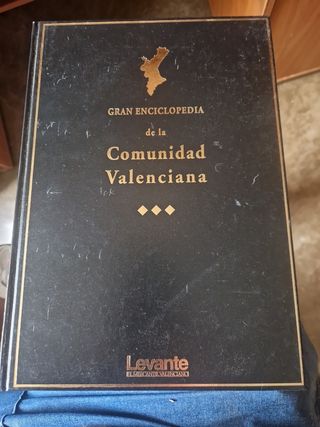 GRAN ENCICLOPEDIA
de la
Comunidad
Valenciana
Levante
EL MERCANTIL VALENCIANO